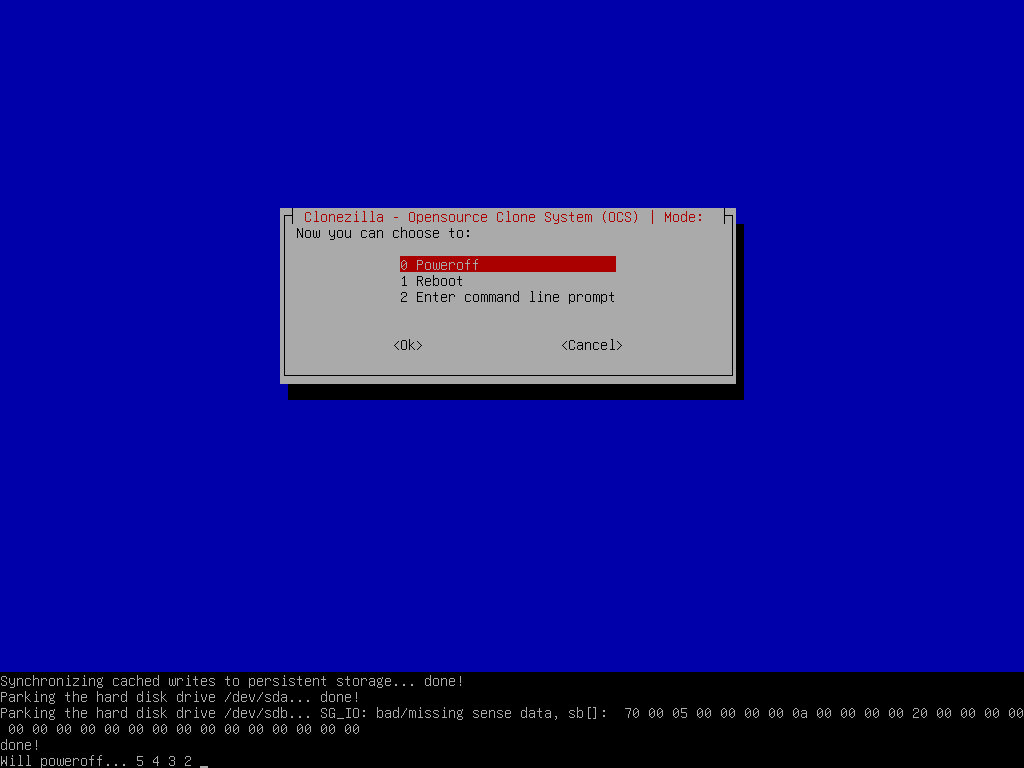 Clonezilla - Opensource Clone System (OCS) | Mode:
Now you can choose to:
0 Poweroff
1 Reboot
2 Enter command line prompt
<Ok> <Cancel>
Synchronizing cached writes to persistent storage... done!
Parking the hard disk drive /dev/sda... done!
Parking the hard disk drive /dev/sdb... SG_IO: bad/missing sense data, sb[]:  70 00 05 00 00 00 00 0a 00 00 00 00 20 00 00 00 00
00 00 00 00 00 00 00 00 00 00 00 00 00 00 00
done!
Will poweroff... 5 4 3 2 _